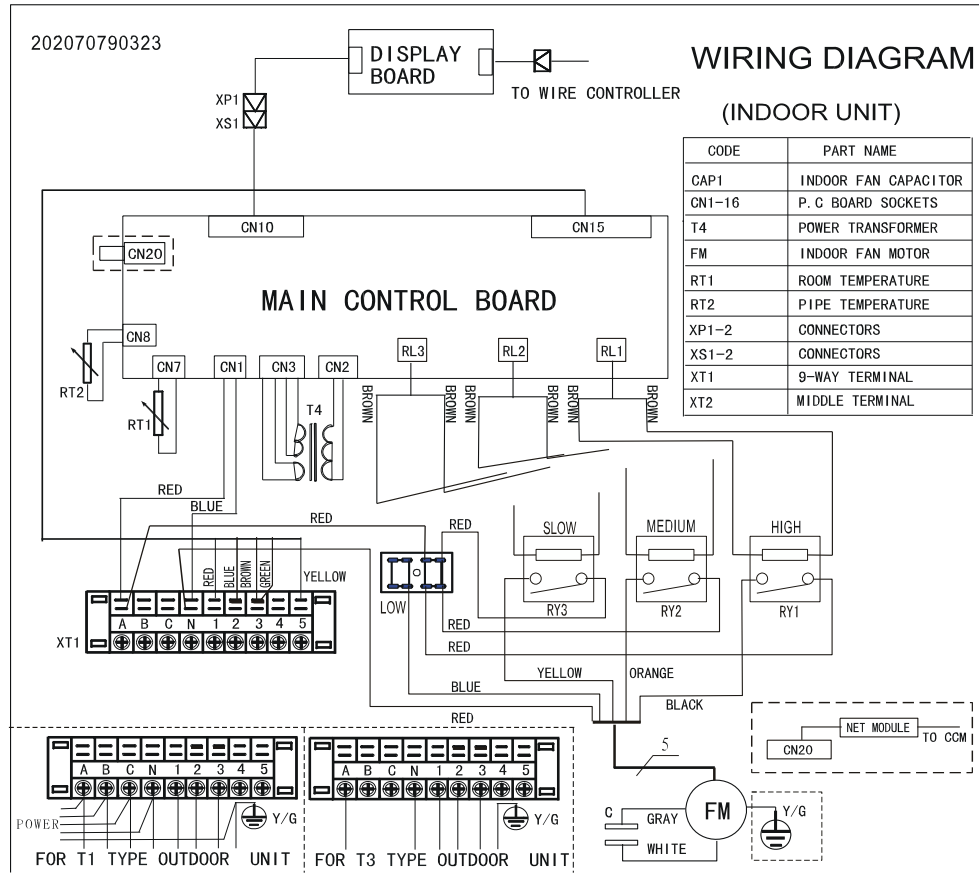 202070790323
DISPLAY
BOARD
TO WIRE CONTROLLER
XP1
XS1
WIRING DIAGRAM
(INDOOR UNIT)
CODE PART NAME
CAP1 INDOOR FAN CAPACITOR
CN1-16 P.C BOARD SOCKETS
T4 POWER TRANSFORMER
FM INDOOR FAN MOTOR
RT1 ROOM TEMPERATURE
RT2 PIPE TEMPERATURE
XP1-2 CONNECTORS
XS1-2 CONNECTORS
XT1 9-WAY TERMINAL
XT2 MIDDLE TERMINAL
CN10 CN15
CN20
MAIN CONTROL BOARD
CN8
CN7 CN1 CN3 CN2 RL3 RL2 RL1
RT2
RT1
T4
BROWN BROWN BROWN BROWN BROWN BROWN
RED
BLUE
RED RED
SLOW MEDIUM HIGH
RED BLUE BROWN GREEN YELLOW
LOW
RY3 RY2 RY1
A B C N 1 2 3 4 5
XT1
RED
RED
YELLOW ORANGE
BLUE
BLACK
RED
NET MODULE TO CCM
CN20
5
A B C N 1 2 3 4 5
POWER
Y/G
FOR T1 TYPE OUTDOOR UNIT
A B C N 1 2 3 4 5
Y/G
FOR T3 TYPE OUTDOOR UNIT
C GRAY
WHITE
FM
Y/G